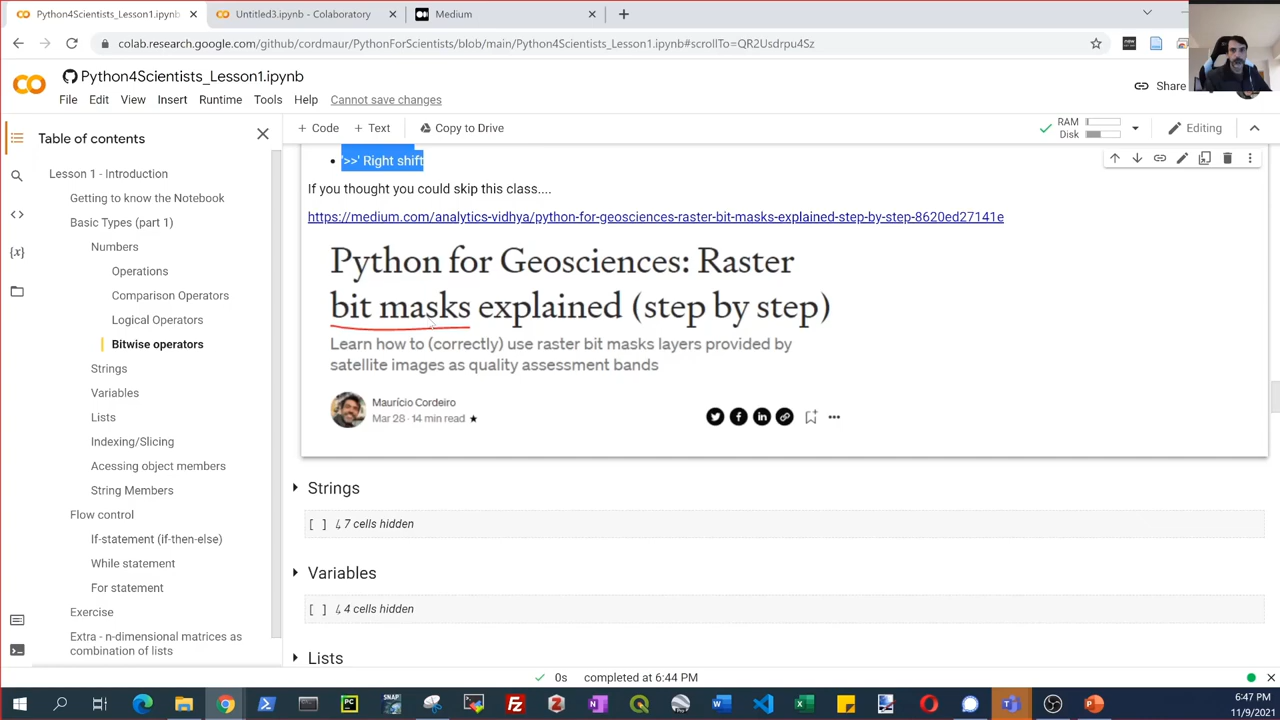 Python4Scientists_Lesson1.ipynb
Untitled3.ipynb - Colaboratory
Medium
colab.research.google.com/github/cordmaur/PythonForScientists/blob/main/Python4Scientists_Lesson1.ipynb#scrollTo=QR2Usdrpu4Sz
Python4Scientists_Lesson1.ipynb
Share
File Edit View Insert Runtime Tools Help Cannot save changes
Table of contents
+ Code + Text Copy to Drive
RAM
Disk
Editing
Lesson 1 - Introduction
Getting to know the Notebook
Basic Types (part 1)
Numbers
Operations
Comparison Operators
Logical Operators
Bitwise operators
Strings
Variables
Lists
Indexing/Slicing
Acessing object members
String Members
Flow control
If-statement (if-then-else)
While statement
For statement
Exercise
Extra - n-dimensional matrices as
combination of lists
• '>>' Right shift
If you thought you could skip this class....
https://medium.com/analytics-vidhya/python-for-geosciences-raster-bit-masks-explained-step-by-step-8620ed27141e
Python for Geosciences: Raster
bit masks explained (step by step)
Learn how to (correctly) use raster bit masks layers provided by
satellite images as quality assessment bands
Maurício Cordeiro
Mar 28 · 14 min read
Strings
[ ] 7 cells hidden
Variables
[ ] 4 cells hidden
Lists
0s completed at 6:44 PM
6:47 PM
11/9/2021